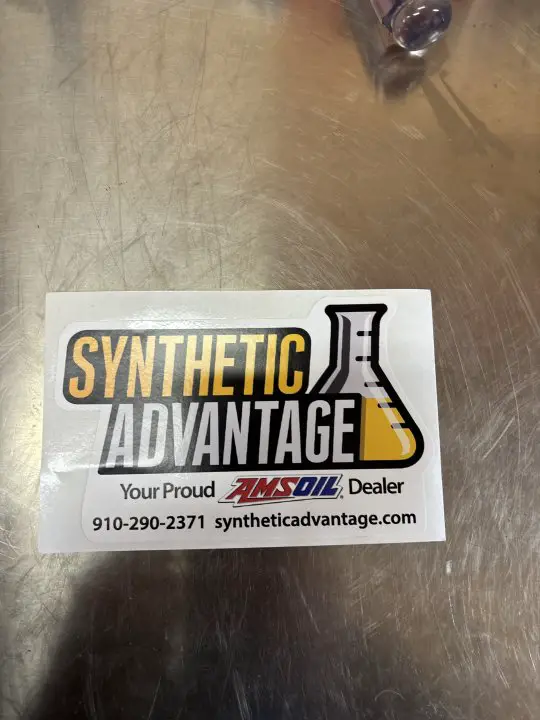 SYNTHETIC
ADVANTAGE
Your Proud AMSOIL Dealer
910-290-2371 syntheticadvantage.com